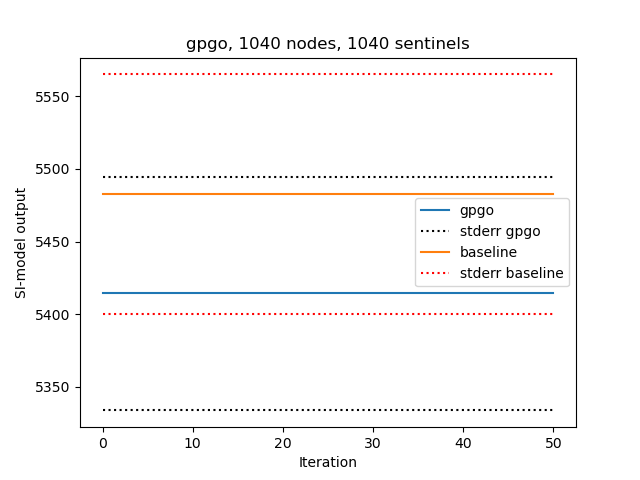 gpgo, 1040 nodes, 1040 sentinels
5550
5500
5450
5400
5350
SI-model output
gpgo
stderr gpgo
baseline
stderr baseline
0 10 20 30 40 50
Iteration